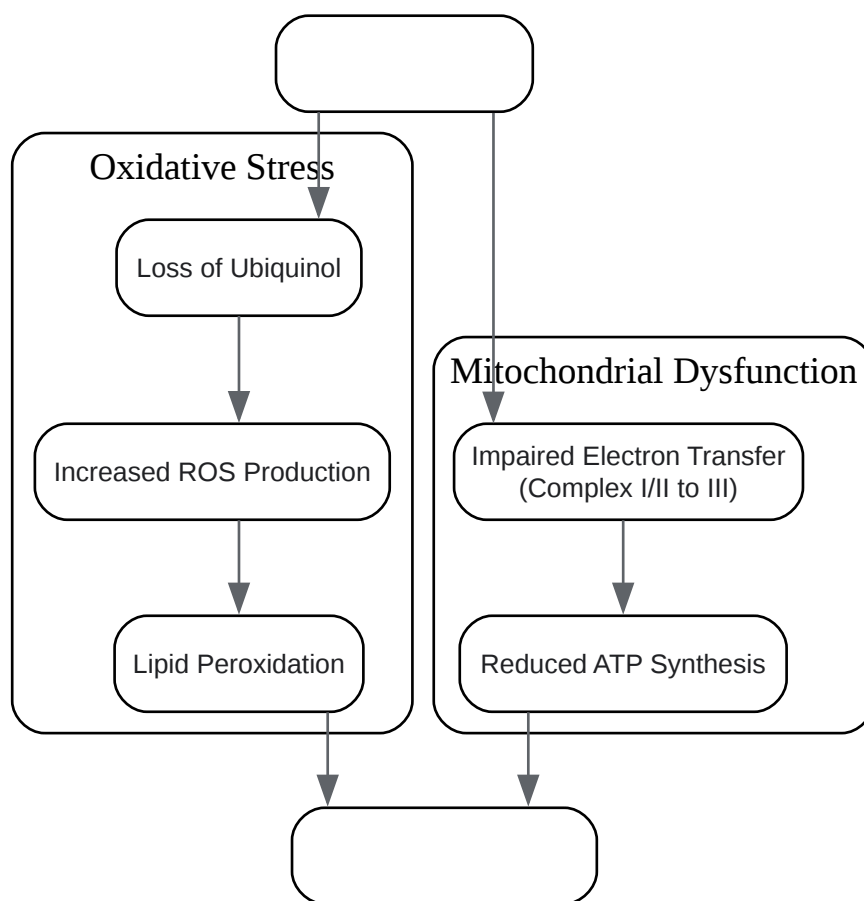 Oxidative Stress
Loss of Ubiquinol
Increased ROS Production
Lipid Peroxidation
Mitochondrial Dysfunction
Impaired Electron Transfer
(Complex I/II to III)
Reduced ATP Synthesis